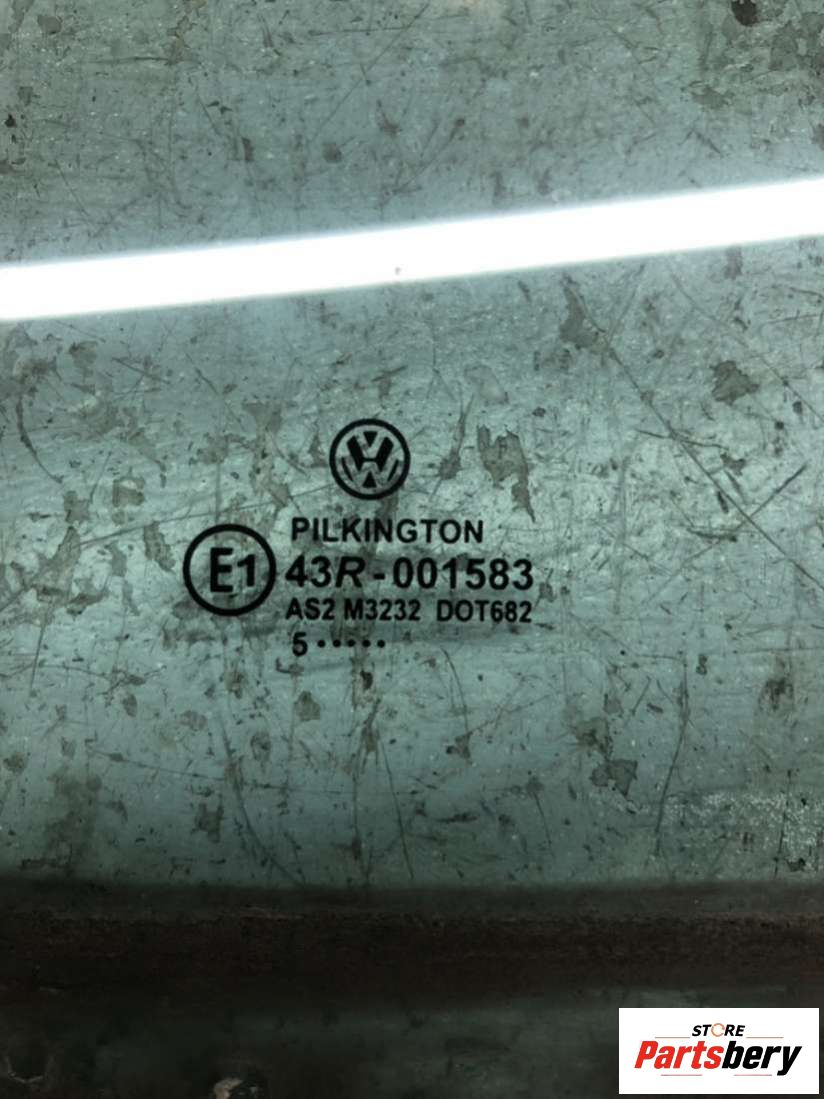 PILKINGTON
E1 43R-001583
AS2 M3232 DOT682
5•••••
STORE
Partsbery